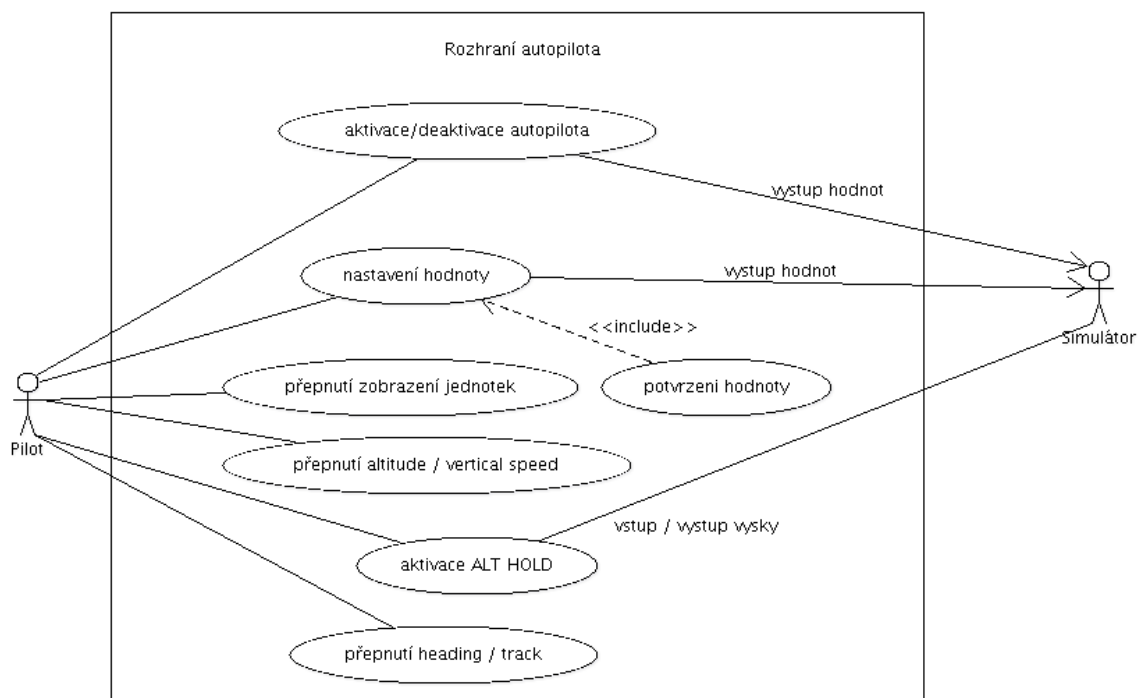 Rozhraní autopilota
aktivace/deaktivace autopilota
vystup hodnot
nastavení hodnoty
vystup hodnot
<<include>>
Simulátor
přepnutí zobrazení jednotek
potvrzeni hodnoty
Pilot
přepnutí altitude / vertical speed
vstup / vystup vysky
aktivace ALT HOLD
přepnutí heading / track